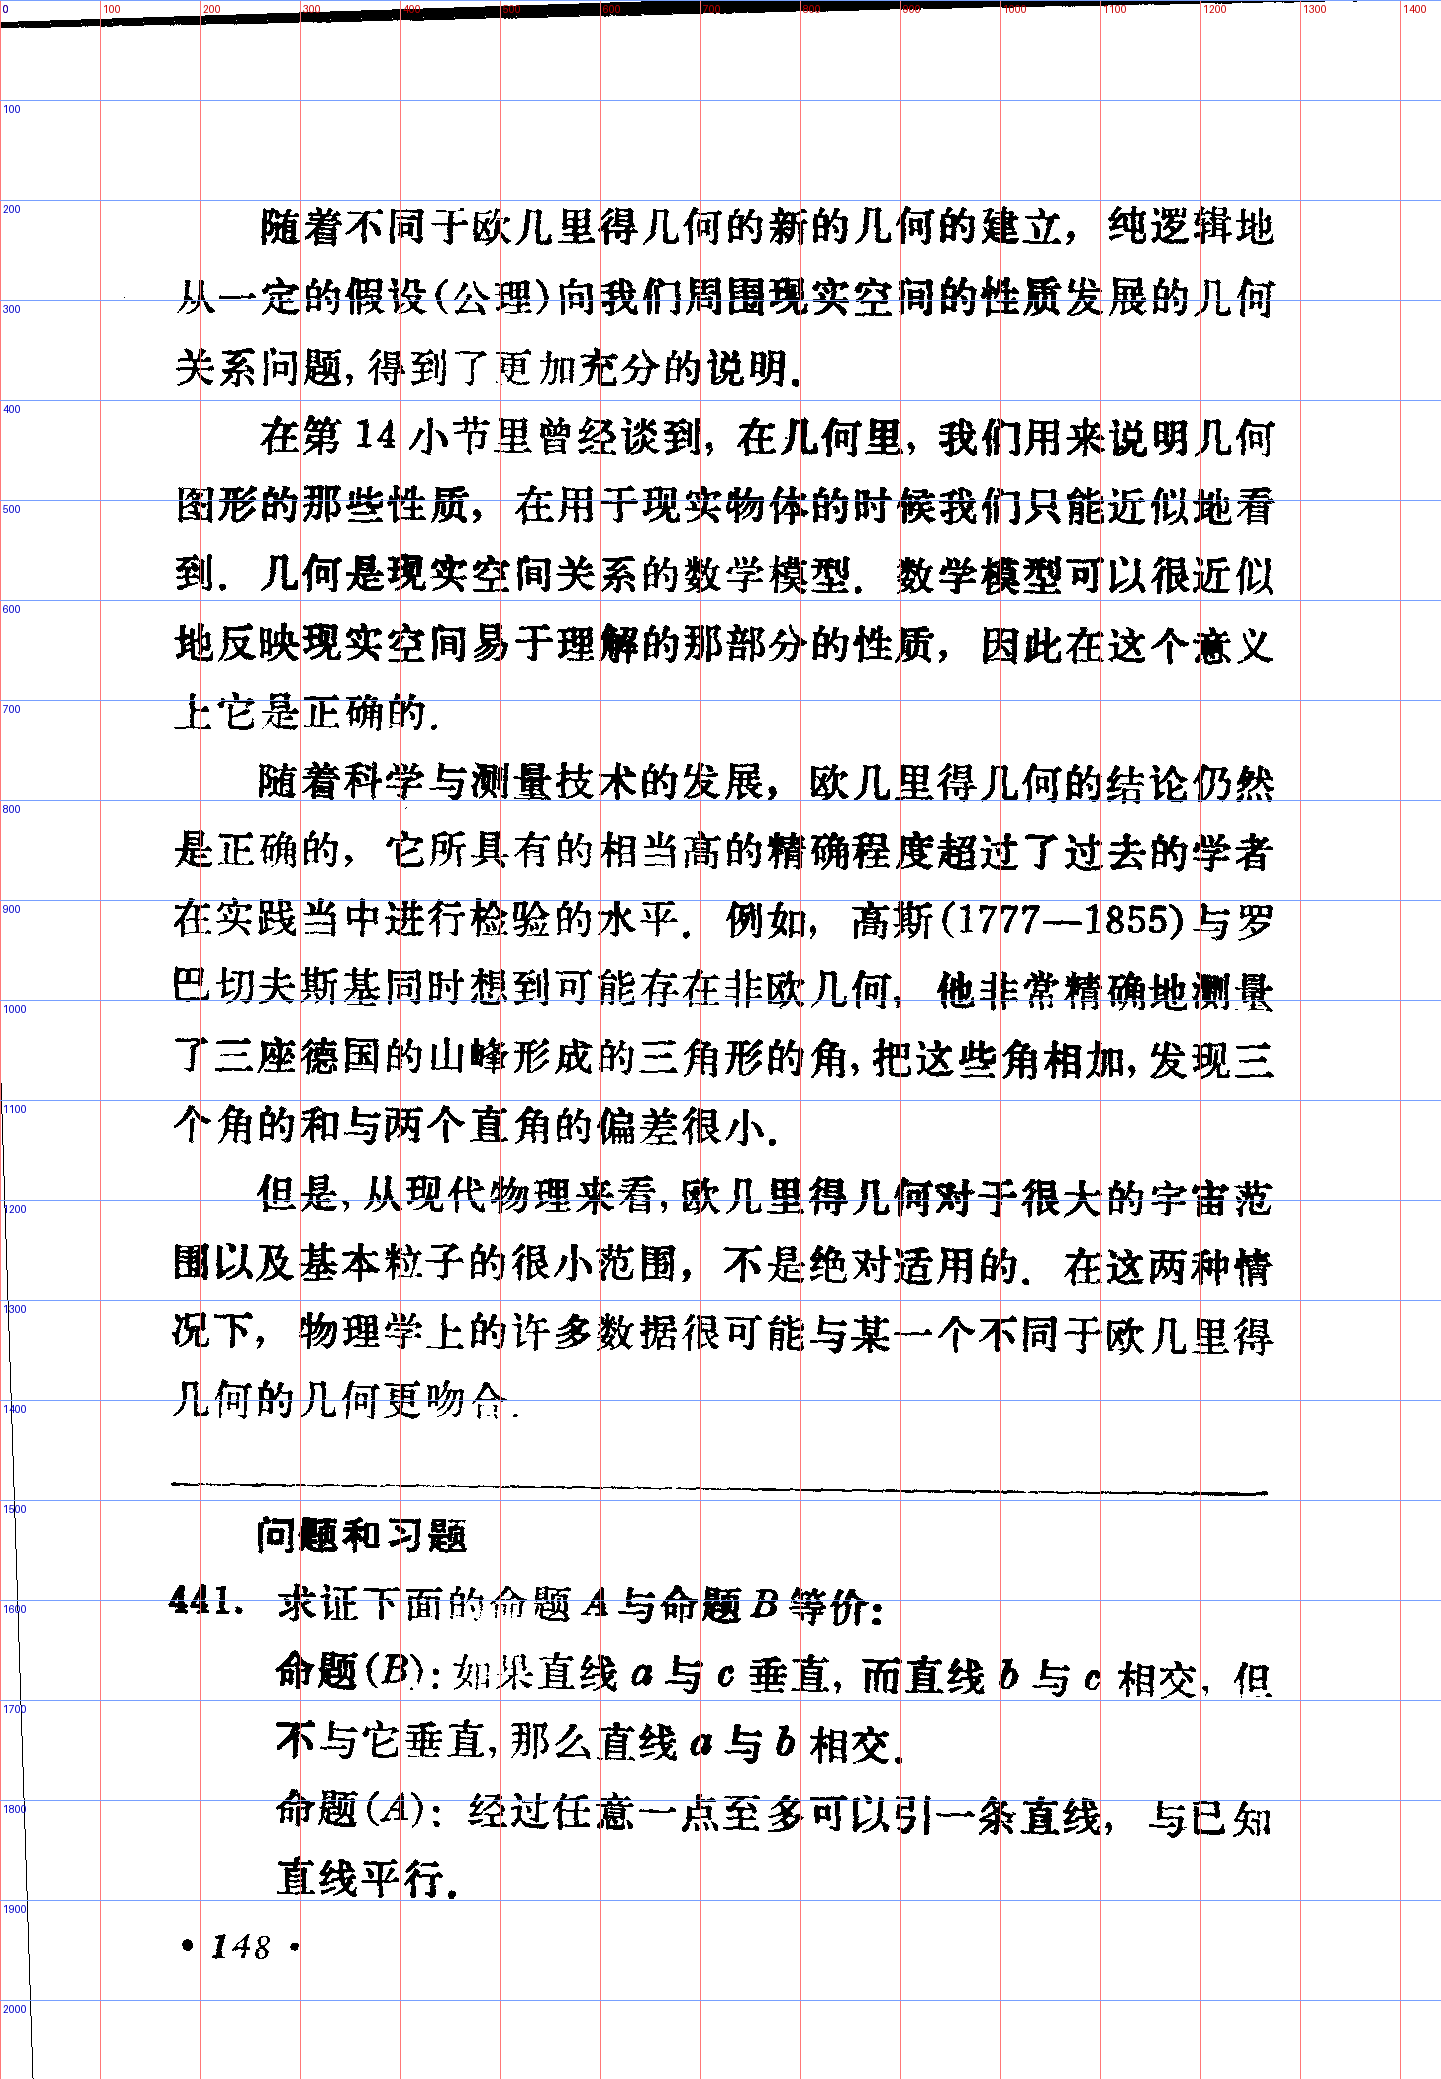 随着不同于欧几里得几何的新的几何的建立，纯逻辑地
从一定的假设(公理)向我们周围现实空间的性质发展的几何
关系问题，得到了更加充分的说明．
在第 14 小节里曾经谈到，在几何里，我们用来说明几何
图形的那些性质，在用于现实物体的时候我们只能近似地看
到．几何是现实空间关系的数学模型．数学模型可以很近似
地反映现实空间易于理解的那部分的性质，因此在这个意义
上它是正确的．
随着科学与测量技术的发展，欧几里得几何的结论仍然
是正确的，它所具有的相当高的精确程度超过了过去的学者
在实践当中进行检验的水平．例如，高斯(1777—1855)与罗
巴切夫斯基同时想到可能存在非欧几何，他非常精确地测量
了三座德国的山峰形成的三角形的角，把这些角相加，发现三
个角的和与两个直角的偏差很小．
但是，从现代物理来看，欧几里得几何对于很大的宇宙范
围以及基本粒子的很小范围，不是绝对适用的．在这两种情
况下，物理学上的许多数据很可能与某一个不同于欧几里得
几何的几何更吻合．
问题和习题
441. 求证下面的命题 A 与命题 B 等价：
命题(B)：如果直线 a 与 c 垂直，而直线 b 与 c 相交，但
不与它垂直，那么直线 a 与 b 相交．
命题(A)：经过任意一点至多可以引一条直线，与已知
直线平行．
• 148 •